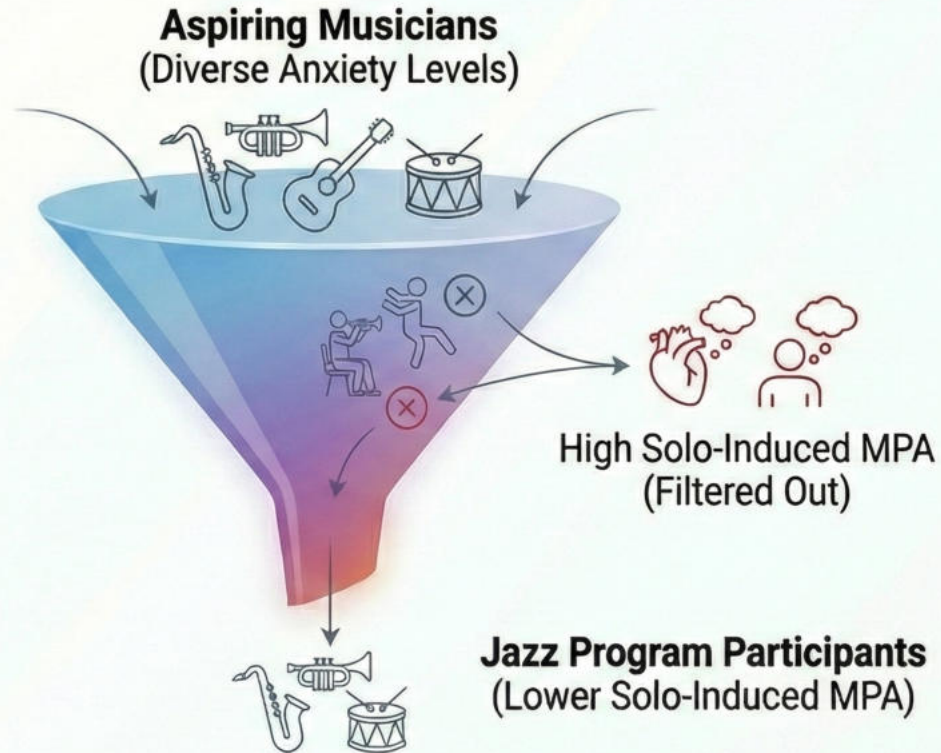 Aspiring Musicians
(Diverse Anxiety Levels)
High Solo-Induced MPA
(Filtered Out)
Jazz Program Participants
(Lower Solo-Induced MPA)